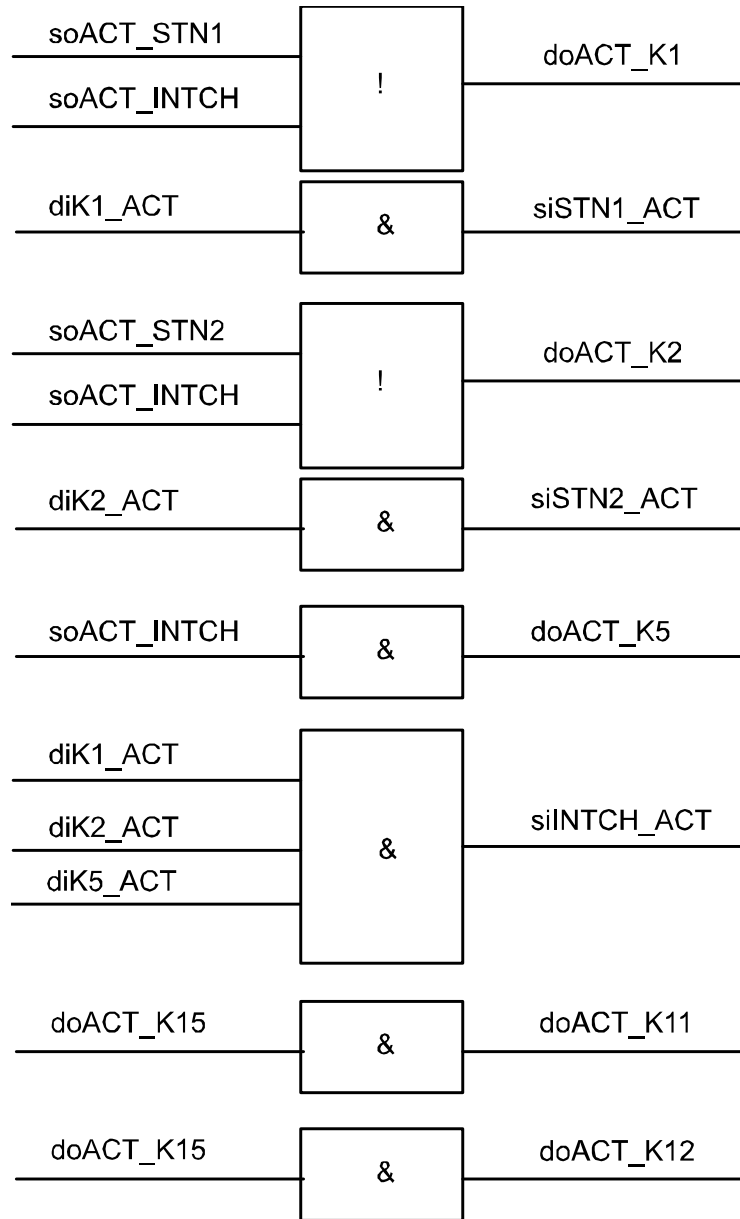 soACT_STN1
doACT_K1
!
soACT_INTCH
diK1_ACT
&
siSTN1_ACT
soACT_STN2
doACT_K2
!
soACT_INTCH
diK2_ACT
&
siSTN2_ACT
soACT_INTCH
&
doACT_K5
diK1_ACT
diK2_ACT
&
siINTCH_ACT
diK5_ACT
doACT_K15
&
doACT_K11
doACT_K15
&
doACT_K12